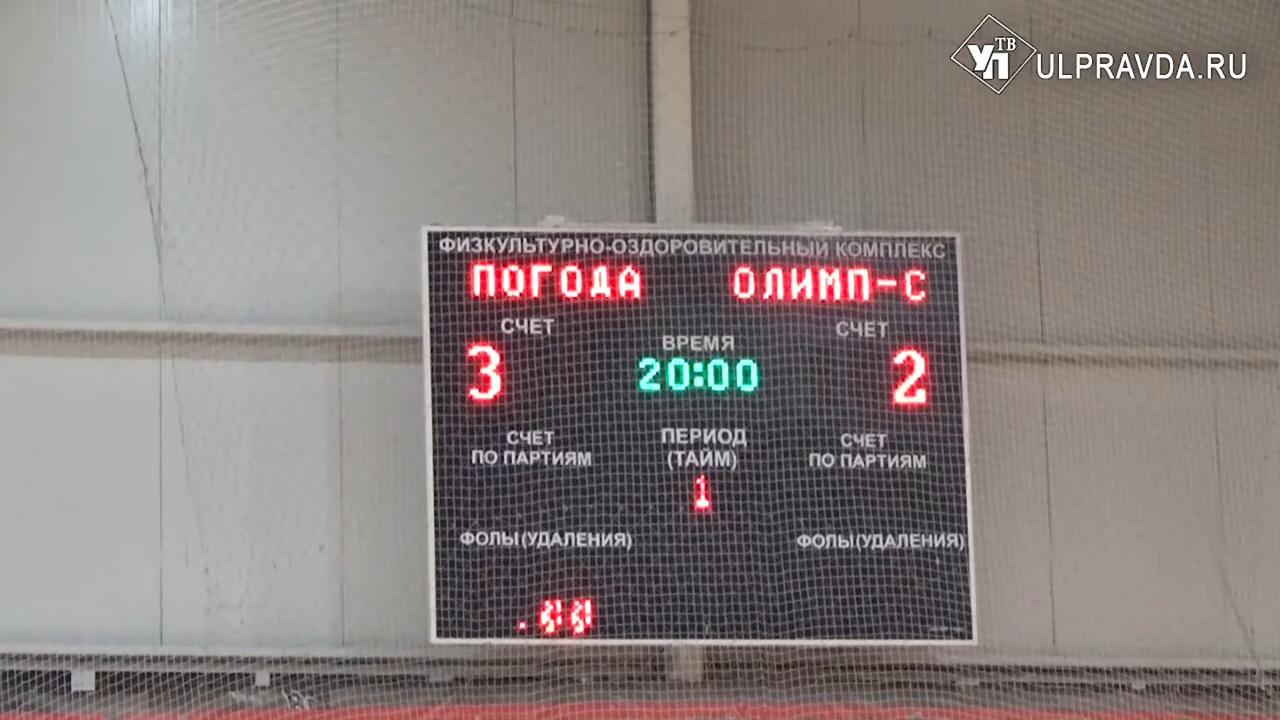 УП ТВ ULPRAVDA.RU
ФИЗКУЛЬТУРНО-ОЗДОРОВИТЕЛЬНЫЙ КОМПЛЕКС
ПОГОДА ОЛИМП-С
СЧЕТ СЧЕТ
ВРЕМЯ
3 20:00 2
СЧЕТ ПЕРИОД СЧЕТ
ПО ПАРТИЯМ (ТАЙМ) ПО ПАРТИЯМ
1
ФОЛЫ(УДАЛЕНИЯ) ФОЛЫ(УДАЛЕНИЯ)